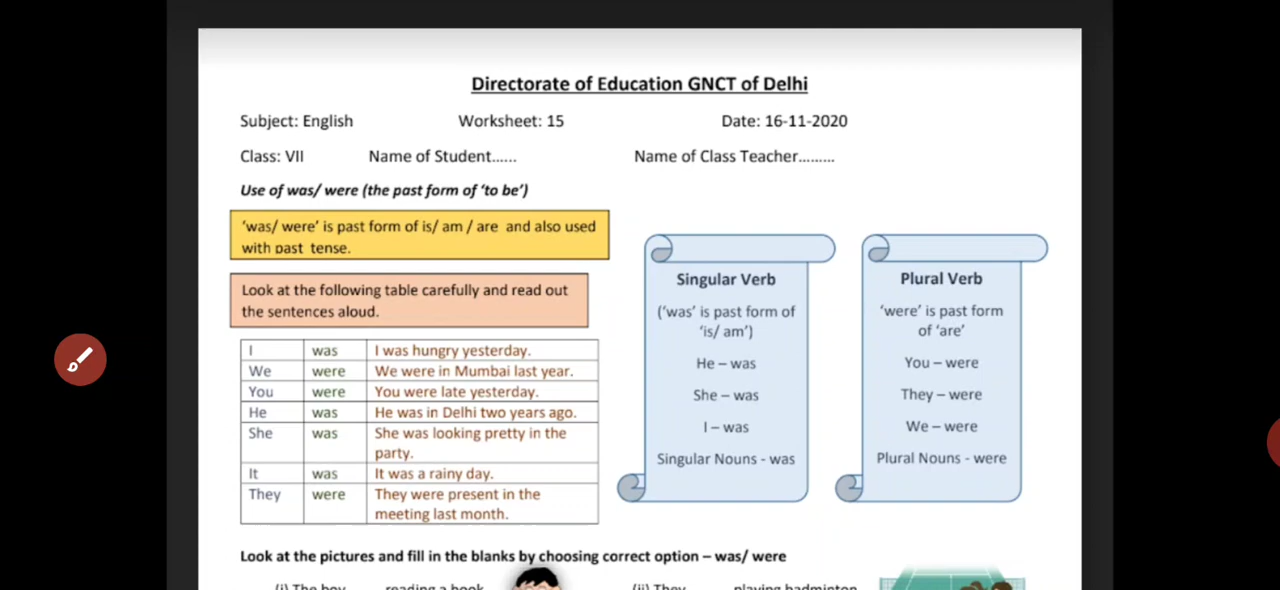 Directorate of Education GNCT of Delhi
Subject: English Worksheet: 15 Date: 16-11-2020
Class: VII Name of Student...... Name of Class Teacher.........
Use of was/ were (the past form of 'to be')
'was/ were' is past form of is/ am / are and also used
with past tense.
Look at the following table carefully and read out
the sentences aloud.
I was I was hungry yesterday.
We were We were in Mumbai last year.
You were You were late yesterday.
He was He was in Delhi two years ago.
She was She was looking pretty in the
party.
It was It was a rainy day.
They were They were present in the
meeting last month.
Singular Verb
('was' is past form of
'is/ am')
He – was
She – was
I – was
Singular Nouns - was
Plural Verb
'were' is past form
of 'are'
You – were
They – were
We – were
Plural Nouns - were
Look at the pictures and fill in the blanks by choosing correct option – was/ were
(i) The boy reading a book (ii) They playing badminton